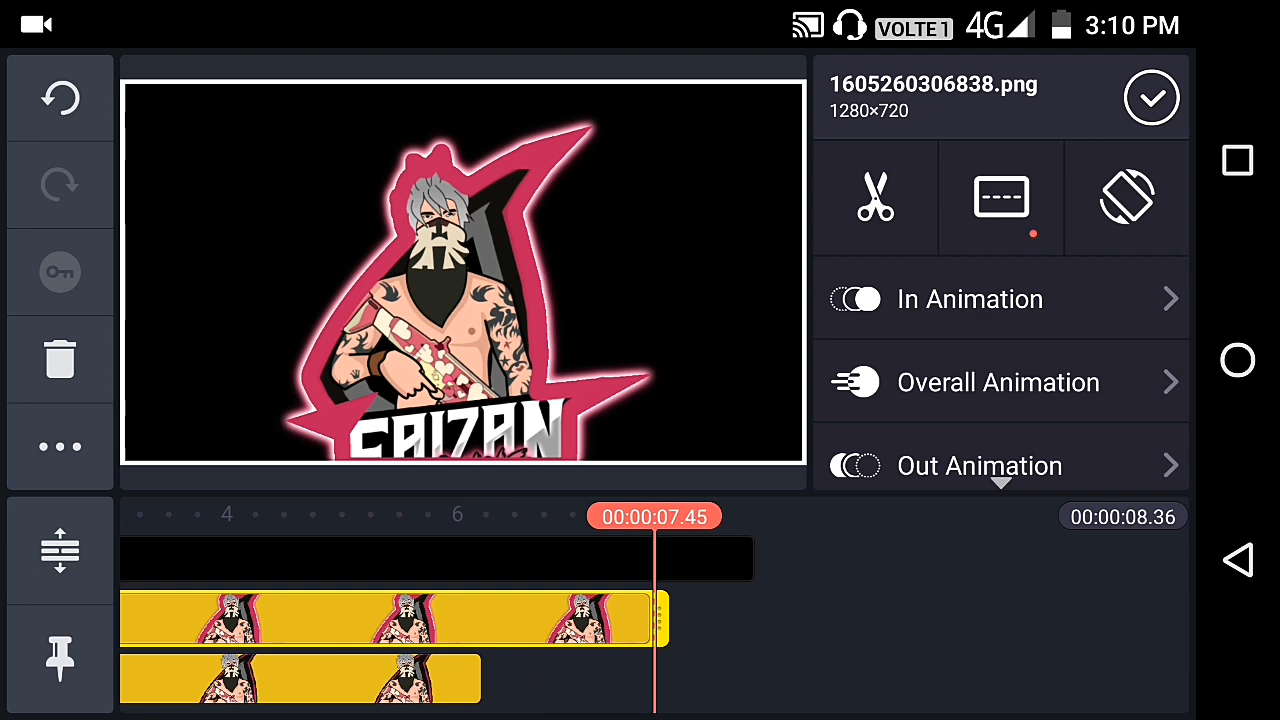 VOLTE 1 4G 3:10 PM
1605260306838.png
1280×720
In Animation
Overall Animation
Out Animation
FAIZAN
4 6 00:00:07.45 00:00:08.36